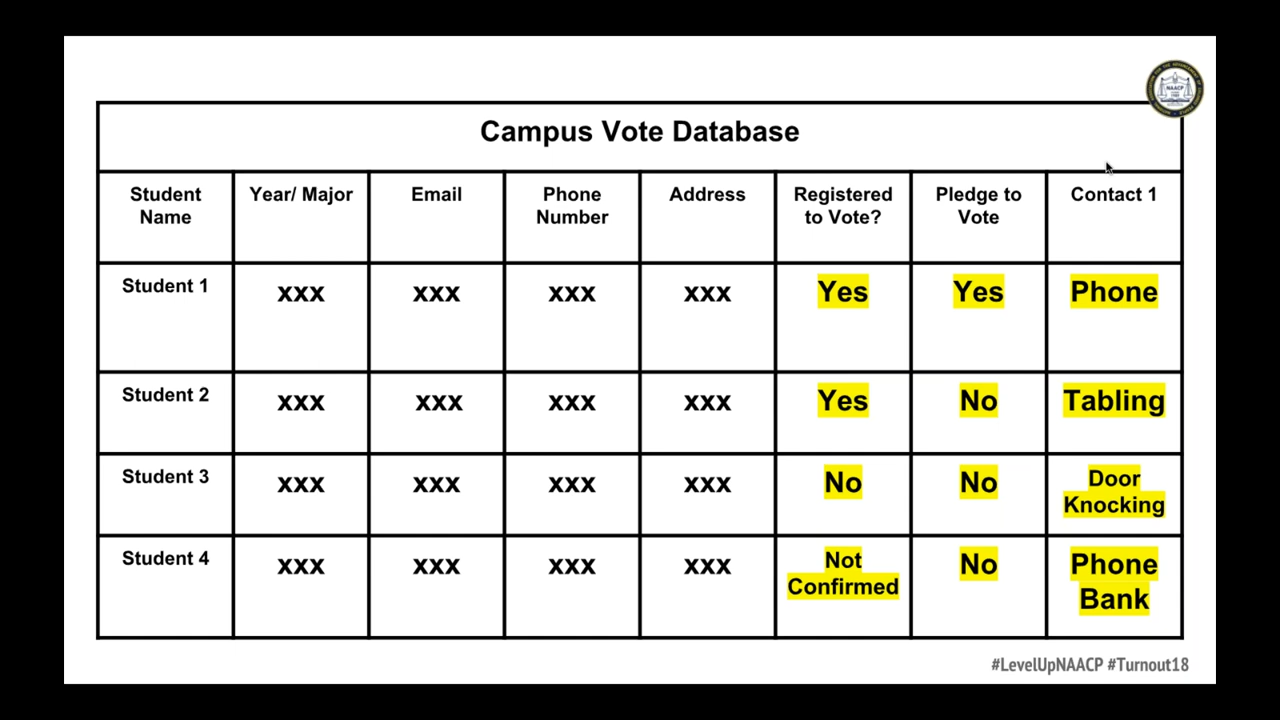 NAACP
Campus Vote Database
Student Name
Year/ Major
Email
Phone Number
Address
Registered to Vote?
Pledge to Vote
Contact 1
Student 1
xxx
xxx
xxx
xxx
Yes
Yes
Phone
Student 2
xxx
xxx
xxx
xxx
Yes
No
Tabling
Student 3
xxx
xxx
xxx
xxx
No
No
Door
Knocking
Student 4
xxx
xxx
xxx
xxx
Not
Confirmed
No
Phone
Bank
#LevelUpNAACP #Turnout18